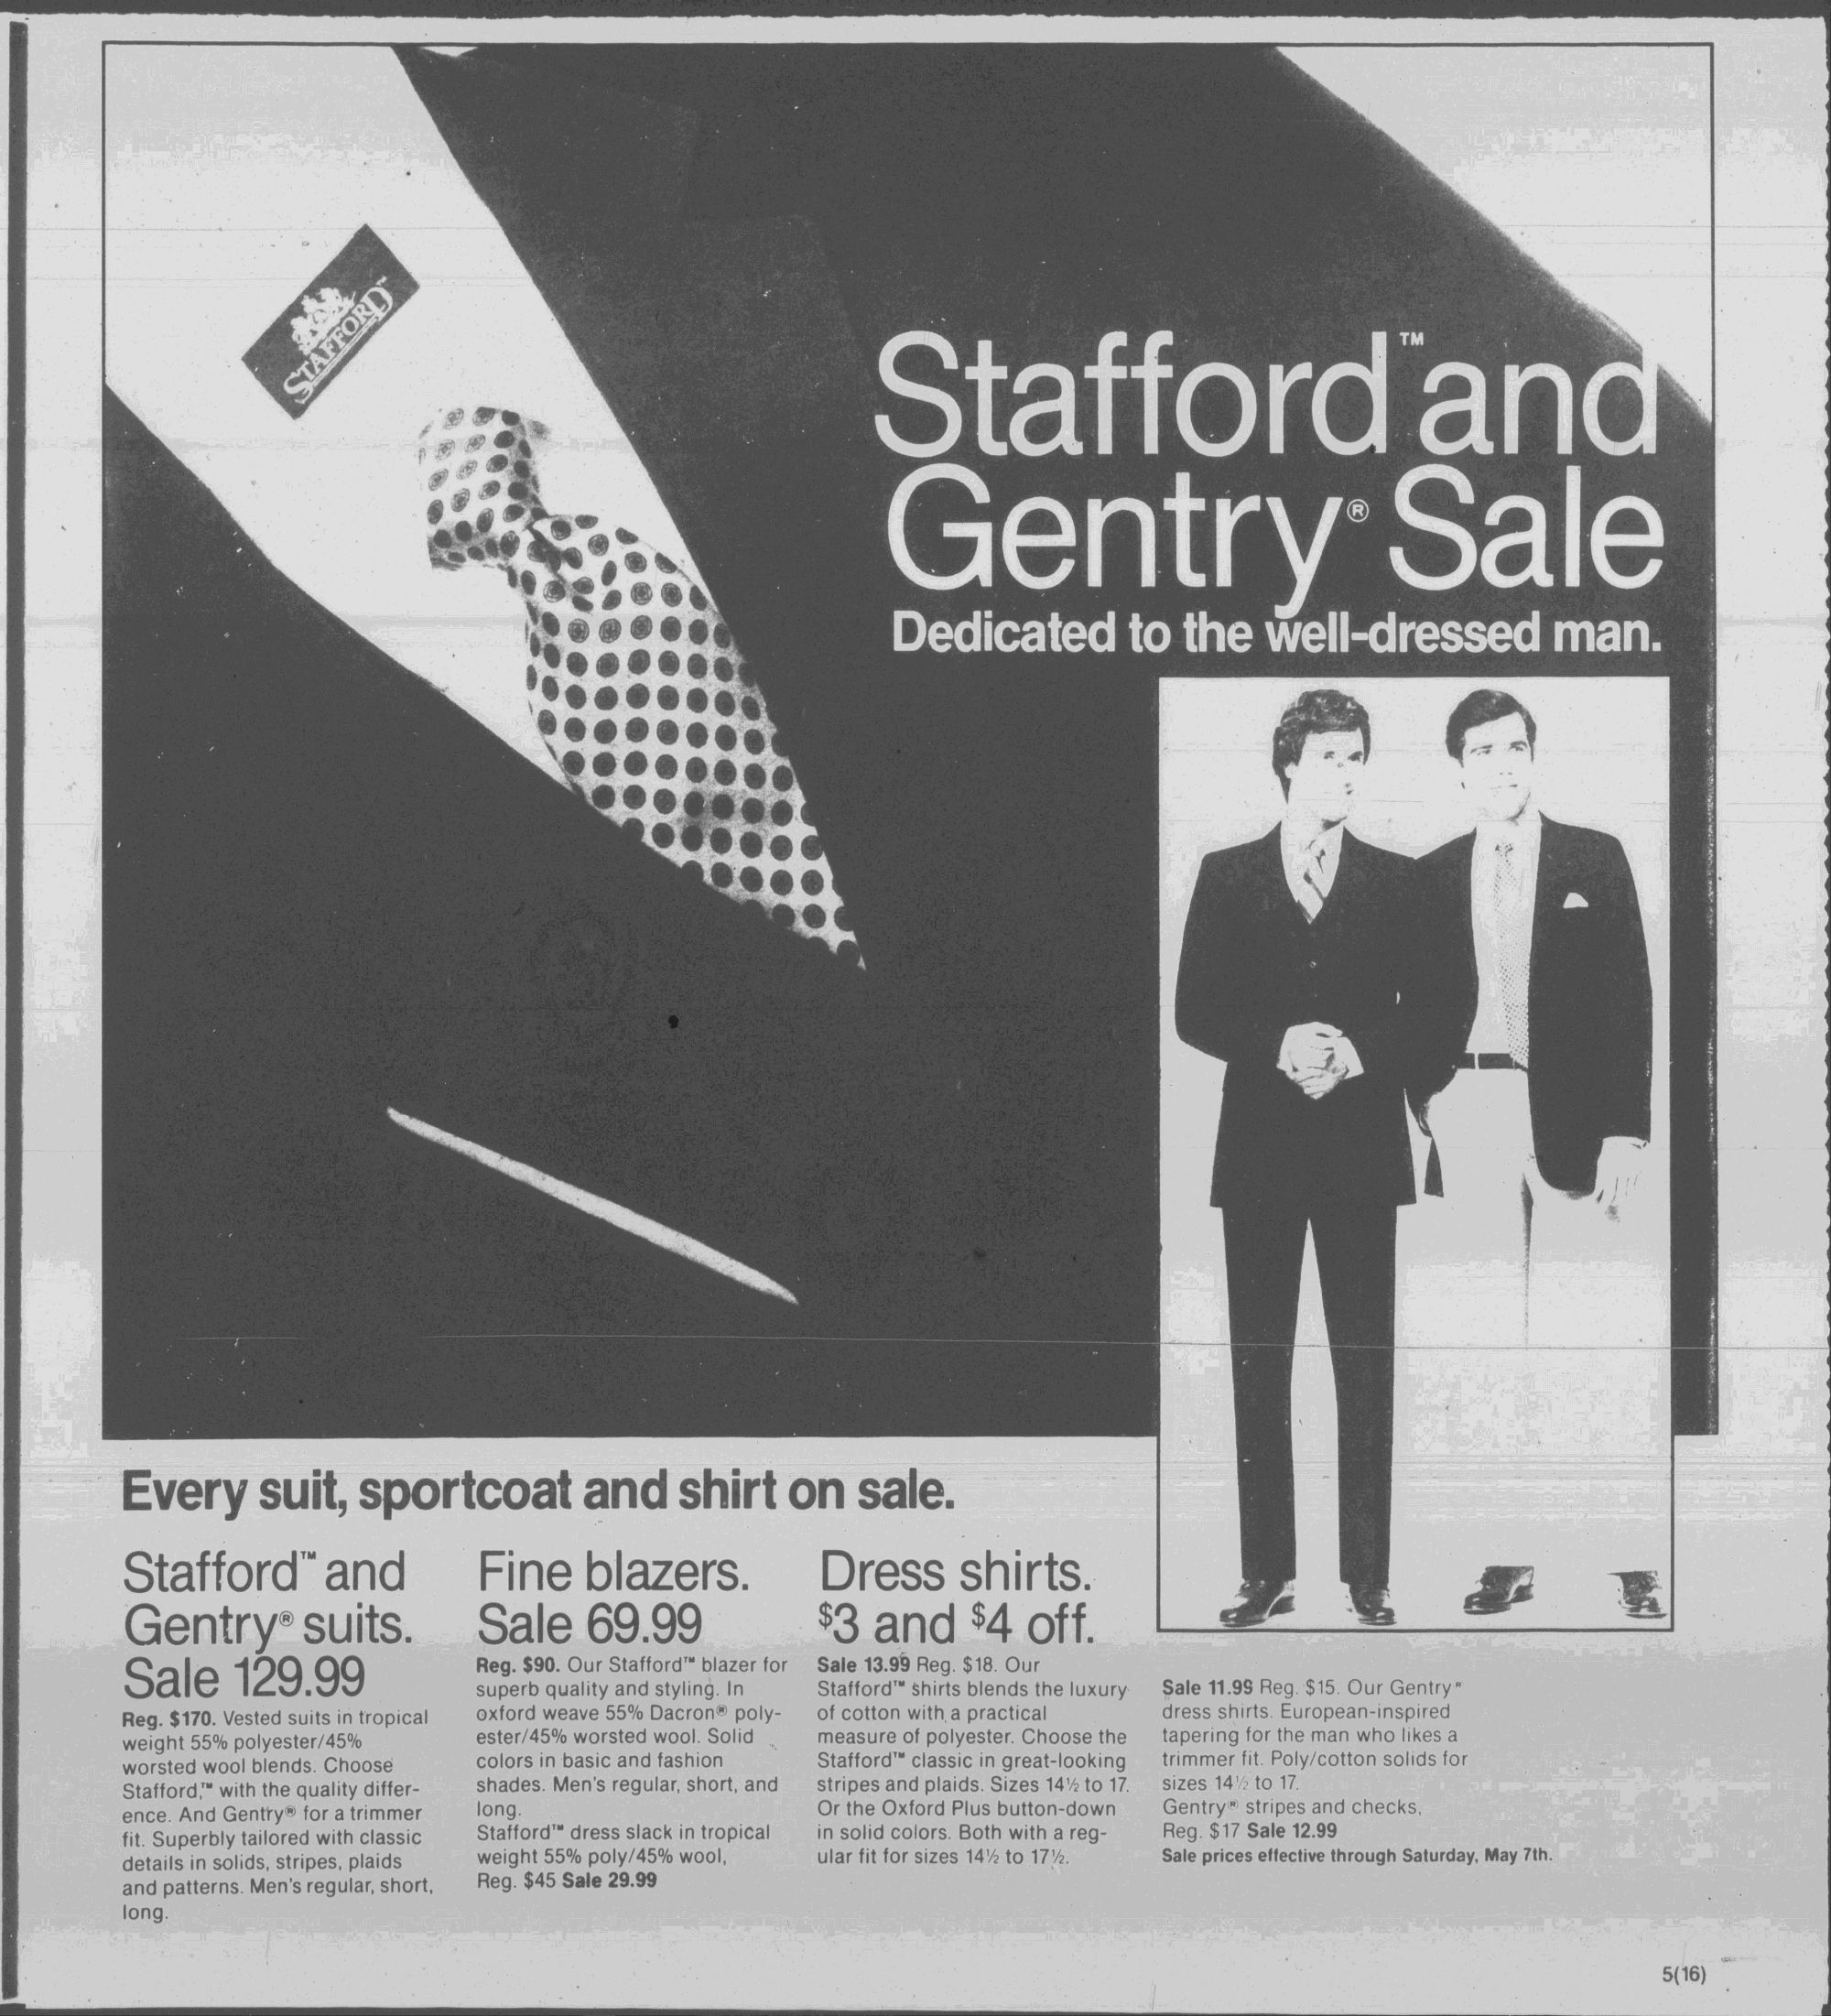 STAFFORD™
Stafford™ and
Gentry® Sale
Dedicated to the well-dressed man.
Every suit, sportcoat and shirt on sale.
Stafford™ and
Gentry® suits.
Sale 129.99
Reg. $170. Vested suits in tropical
weight 55% polyester/45%
worsted wool blends. Choose
Stafford,™ with the quality differ-
ence. And Gentry® for a trimmer
fit. Superbly tailored with classic
details in solids, stripes, plaids
and patterns. Men's regular, short,
long.
Fine blazers.
Sale 69.99
Reg. $90. Our Stafford™ blazer for
superb quality and styling. In
oxford weave 55% Dacron® poly-
ester/45% worsted wool. Solid
colors in basic and fashion
shades. Men's regular, short, and
long.
Stafford™ dress slack in tropical
weight 55% poly/45% wool,
Reg. $45 Sale 29.99
Dress shirts.
$3 and $4 off.
Sale 13.99 Reg. $18. Our
Stafford™ shirts blends the luxury
of cotton with a practical
measure of polyester. Choose the
Stafford™ classic in great-looking
stripes and plaids. Sizes 14½ to 17.
Or the Oxford Plus button-down
in solid colors. Both with a reg-
ular fit for sizes 14½ to 17½.
Sale 11.99 Reg. $15. Our Gentry®
dress shirts. European-inspired
tapering for the man who likes a
trimmer fit. Poly/cotton solids for
sizes 14½ to 17.
Gentry® stripes and checks,
Reg. $17 Sale 12.99
Sale prices effective through Saturday, May 7th.
5(16)